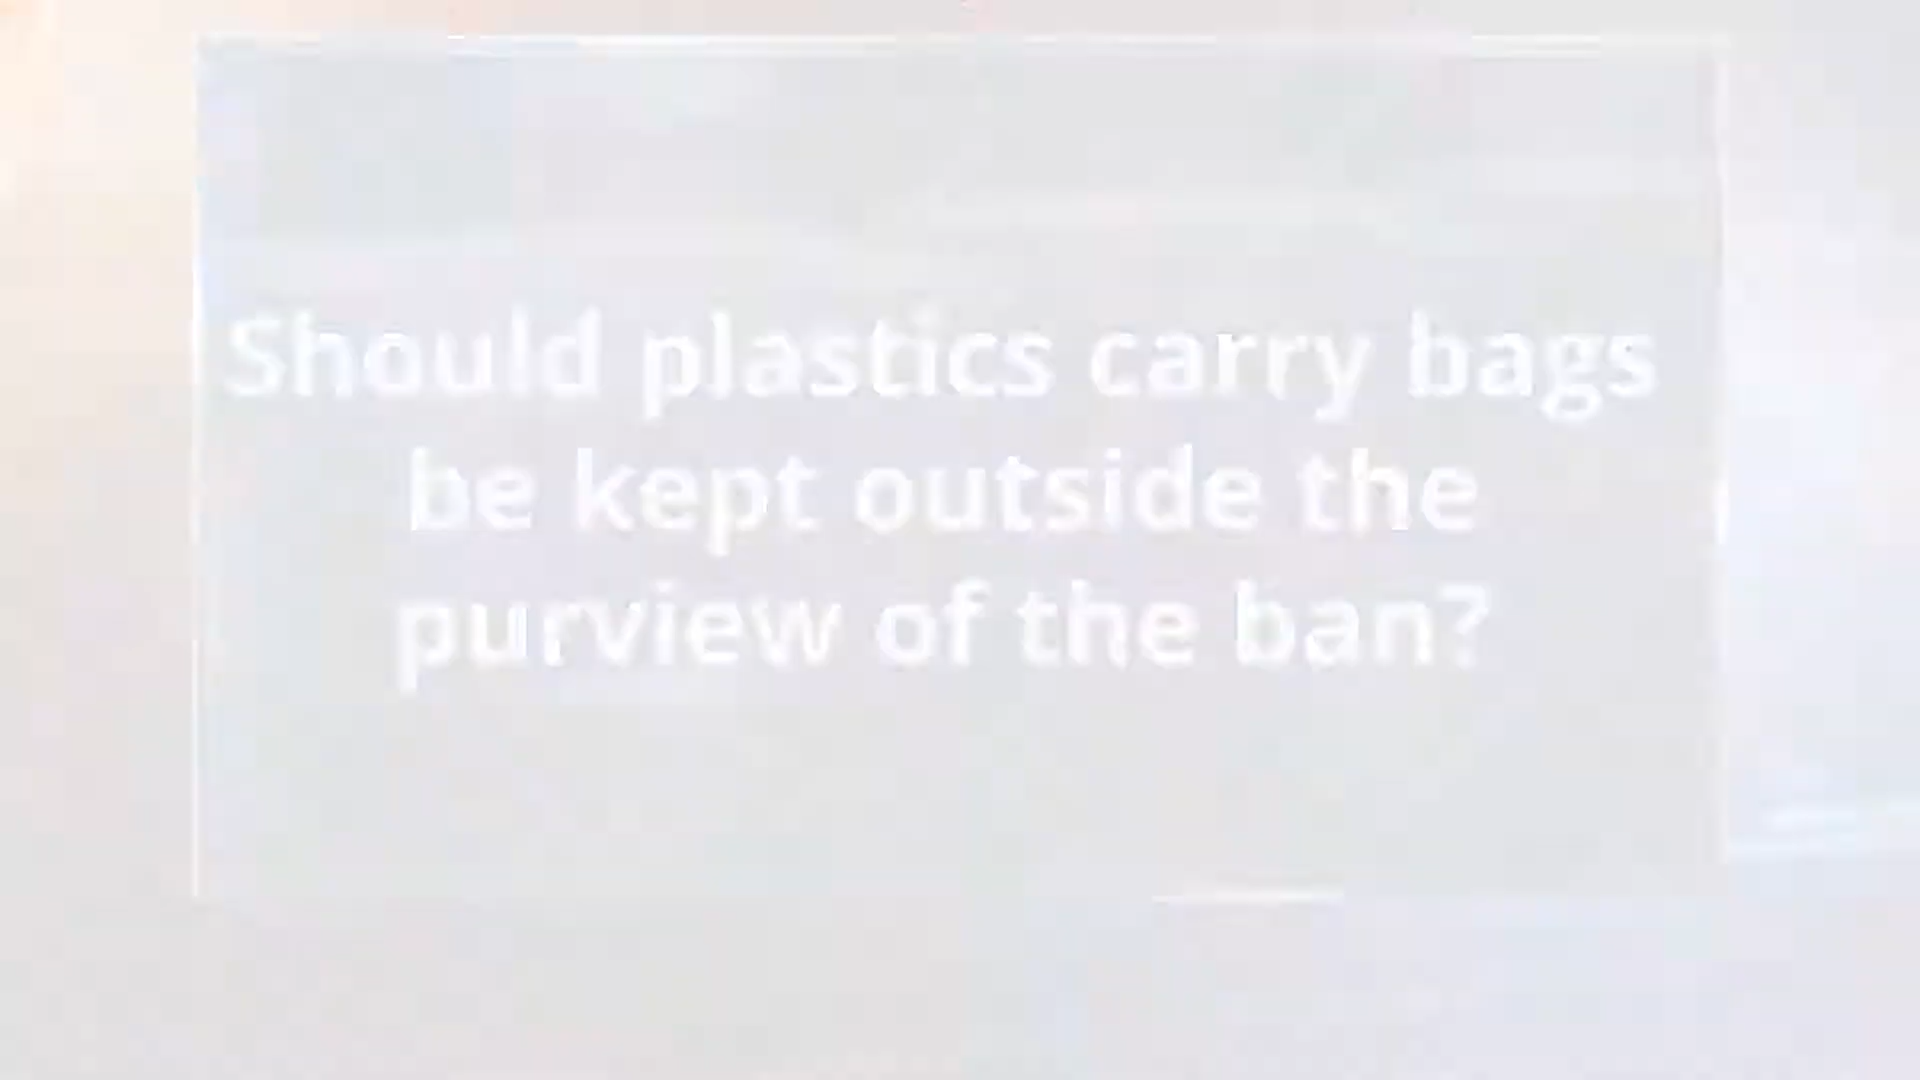 Should plastics carry bags
be kept outside the
purview of the ban?